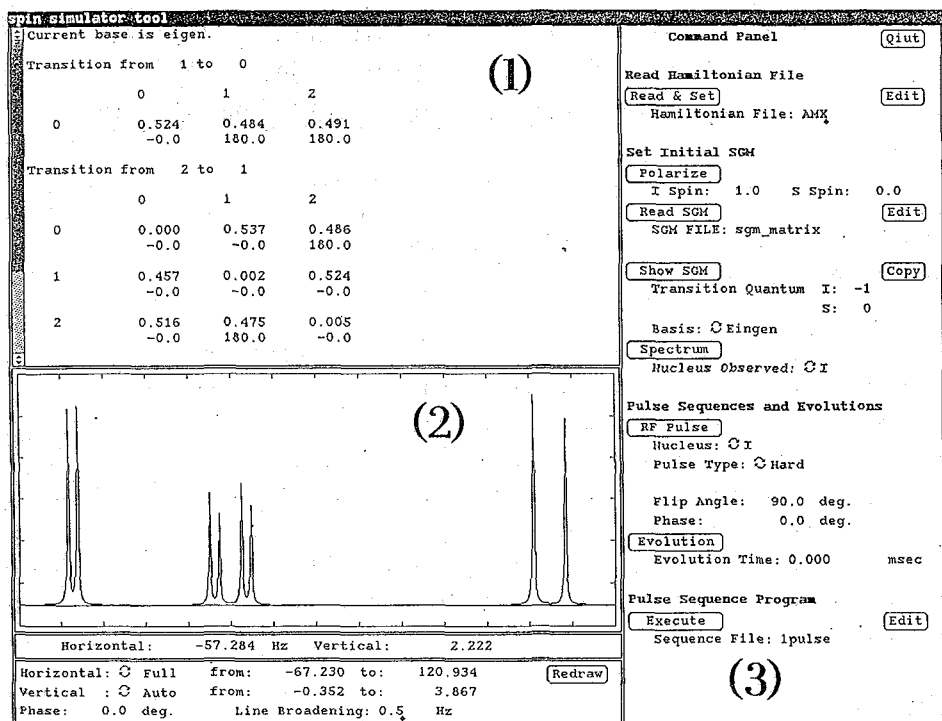 spin simulator tool
Current base is eigen.
Transition from 1 to 0
0 1 2
0 0.524 0.484 0.491
-0.0 180.0 180.0
Transition from 2 to 1
0 1 2
0 0.000 0.537 0.486
-0.0 -0.0 180.0
1 0.457 0.002 0.524
-0.0 -0.0 -0.0
2 0.516 0.475 0.005
-0.0 180.0 -0.0
(1)
(2)
Horizontal: -57.284 Hz Vertical: 2.222
Horizontal: Full from: -67.230 to: 120.934 Redraw
Vertical : Auto from: -0.352 to: 3.867
Phase: 0.0 deg. Line Broadening: 0.5 Hz
Command Panel Qiut
Read Hamiltonian File
Read & Set Edit
Hamiltonian File: AMX
Set Initial SGM
Polarize
I Spin: 1.0 S Spin: 0.0
Read SGM Edit
SGM FILE: sgm_matrix
Show SGM Copy
Transition Quantum I: -1
S: 0
Basis: Eingen
Spectrum
Nucleus Observed: I
Pulse Sequences and Evolutions
RF Pulse
Nucleus: I
Pulse Type: Hard
Flip Angle: 90.0 deg.
Phase: 0.0 deg.
Evolution
Evolution Time: 0.000 msec
Pulse Sequence Program
Execute Edit
Sequence File: 1pulse
(3)